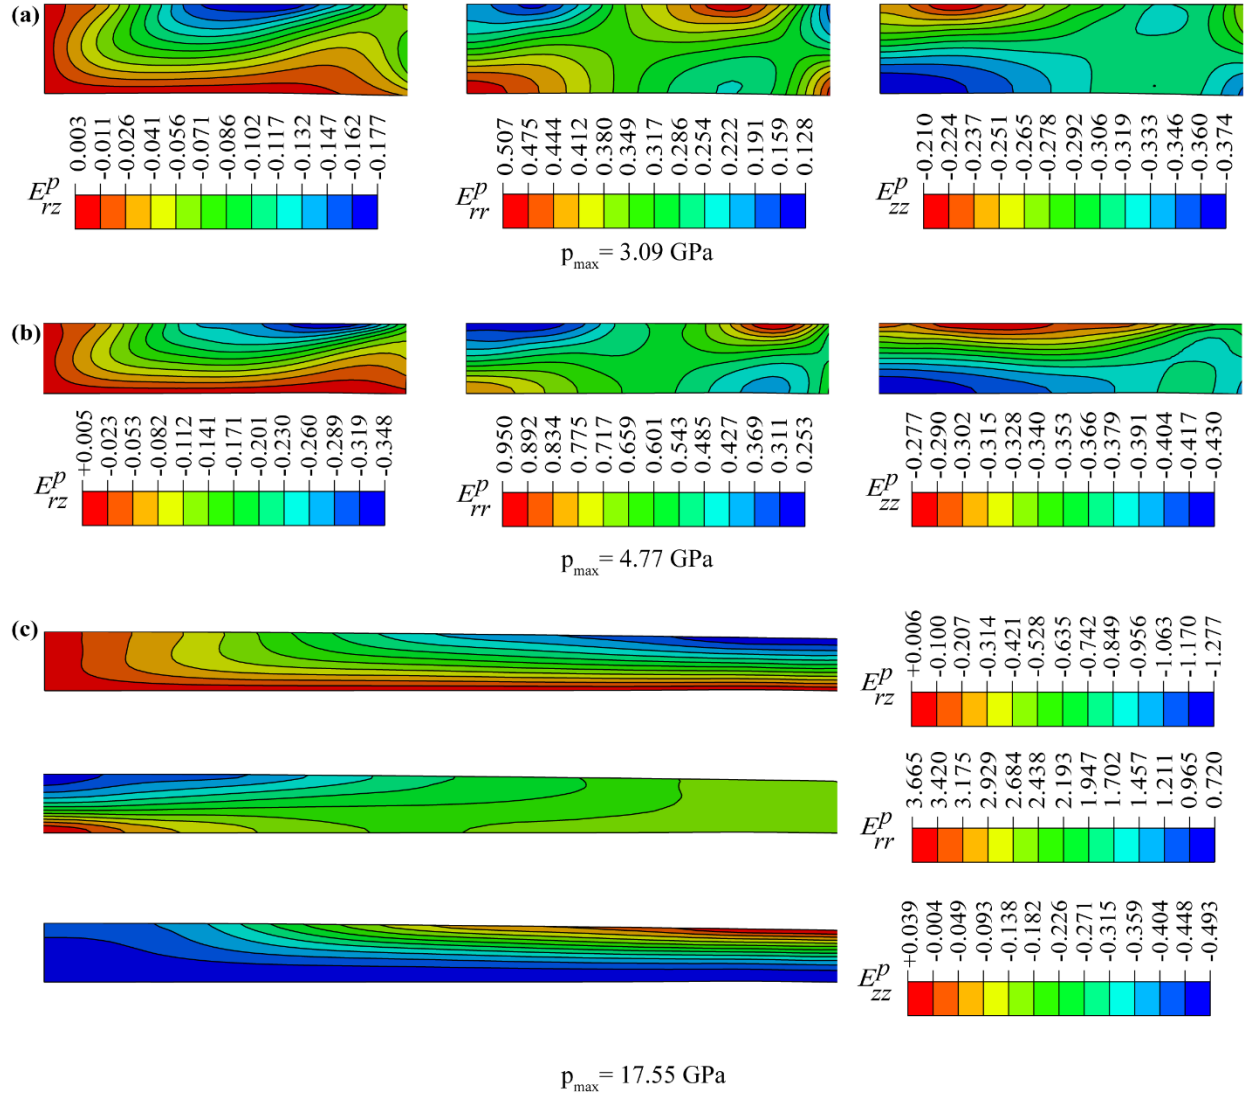 (a)
0.003 -0.011 -0.026 -0.041 -0.056 -0.071 -0.086 -0.102 -0.117 -0.132 -0.147 -0.162 -0.177
E^p_rz
0.507 0.475 0.444 0.412 0.380 0.349 0.317 0.286 0.254 0.222 0.191 0.159 0.128
E^p_rr
-0.210 -0.224 -0.237 -0.251 -0.265 -0.278 -0.292 -0.306 -0.319 -0.333 -0.346 -0.360 -0.374
E^p_zz
p_max= 3.09 GPa
(b)
+0.005 -0.023 -0.053 -0.082 -0.112 -0.141 -0.171 -0.201 -0.230 -0.260 -0.289 -0.319 -0.348
E^p_rz
0.950 0.892 0.834 0.775 0.717 0.659 0.601 0.543 0.485 0.427 0.369 0.311 0.253
E^p_rr
-0.277 -0.290 -0.302 -0.315 -0.328 -0.340 -0.353 -0.366 -0.379 -0.391 -0.404 -0.417 -0.430
E^p_zz
p_max= 4.77 GPa
(c)
+0.006 -0.100 -0.207 -0.314 -0.421 -0.528 -0.635 -0.742 -0.849 -0.956 -1.063 -1.170 -1.277
E^p_rz
3.665 3.420 3.175 2.929 2.684 2.438 2.193 1.947 1.702 1.457 1.211 0.965 0.720
E^p_rr
+0.039 -0.004 -0.049 -0.093 -0.138 -0.182 -0.226 -0.271 -0.315 -0.359 -0.404 -0.448 -0.493
E^p_zz
p_max= 17.55 GPa